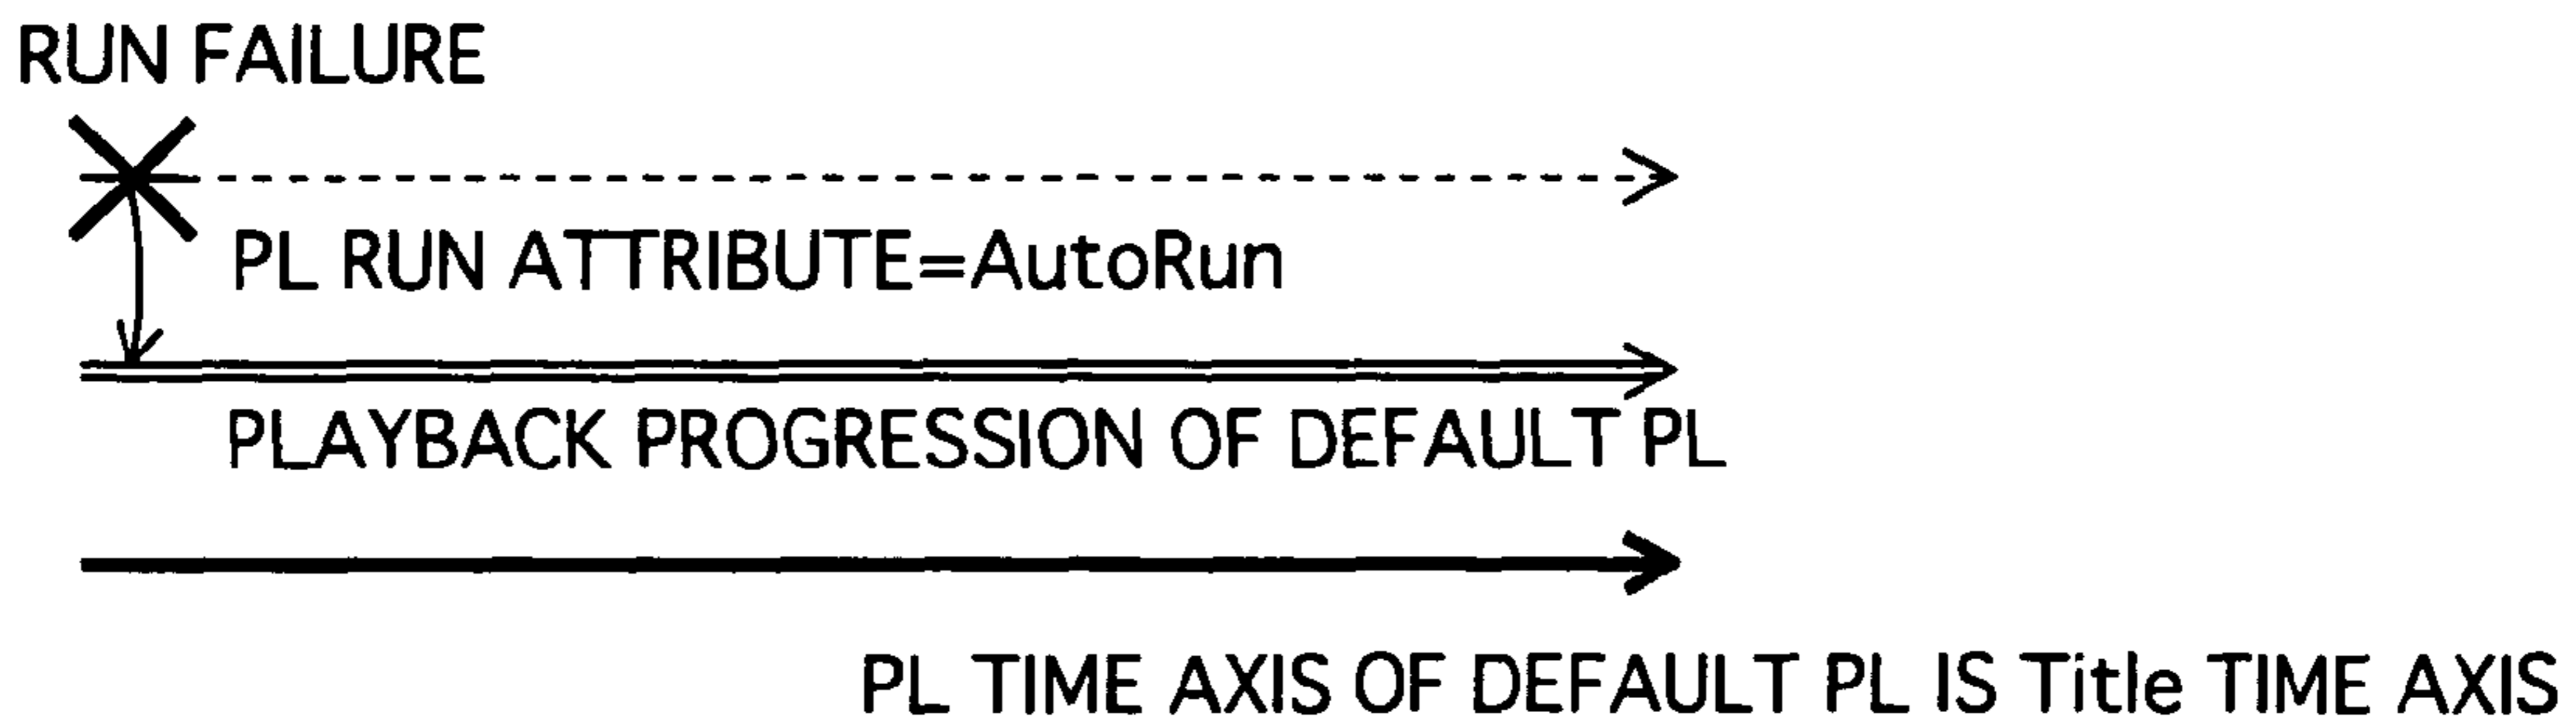 RUN FAILURE
PL RUN ATTRIBUTE=AutoRun
PLAYBACK PROGRESSION OF DEFAULT PL
PL TIME AXIS OF DEFAULT PL IS Title TIME AXIS